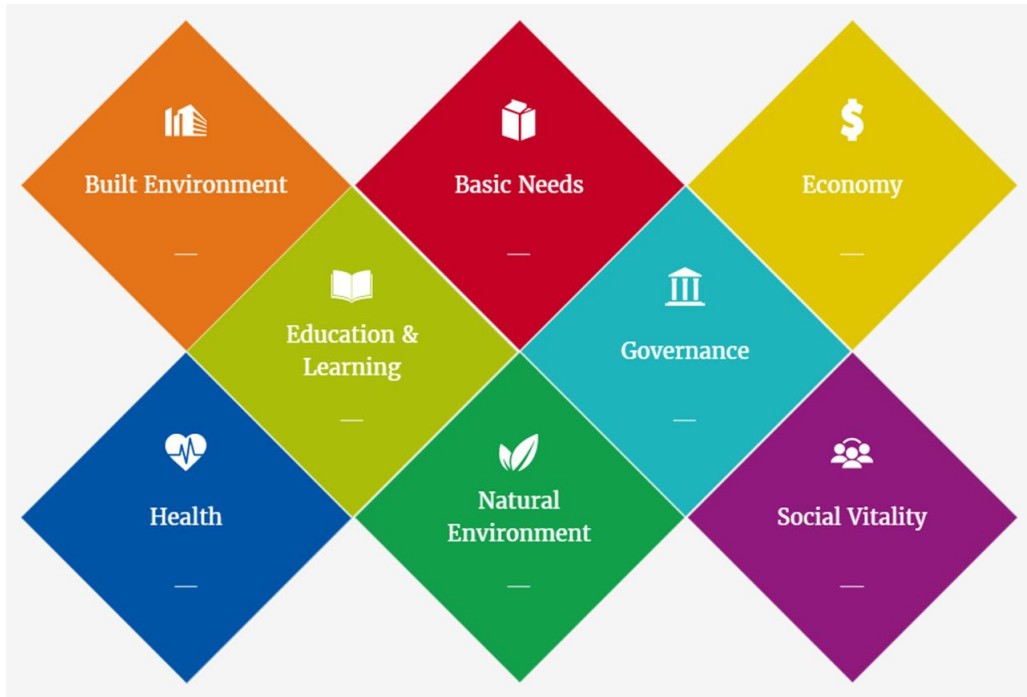 Built Environment
Basic Needs
Economy
Education &
Learning
Governance
Health
Natural
Environment
Social Vitality